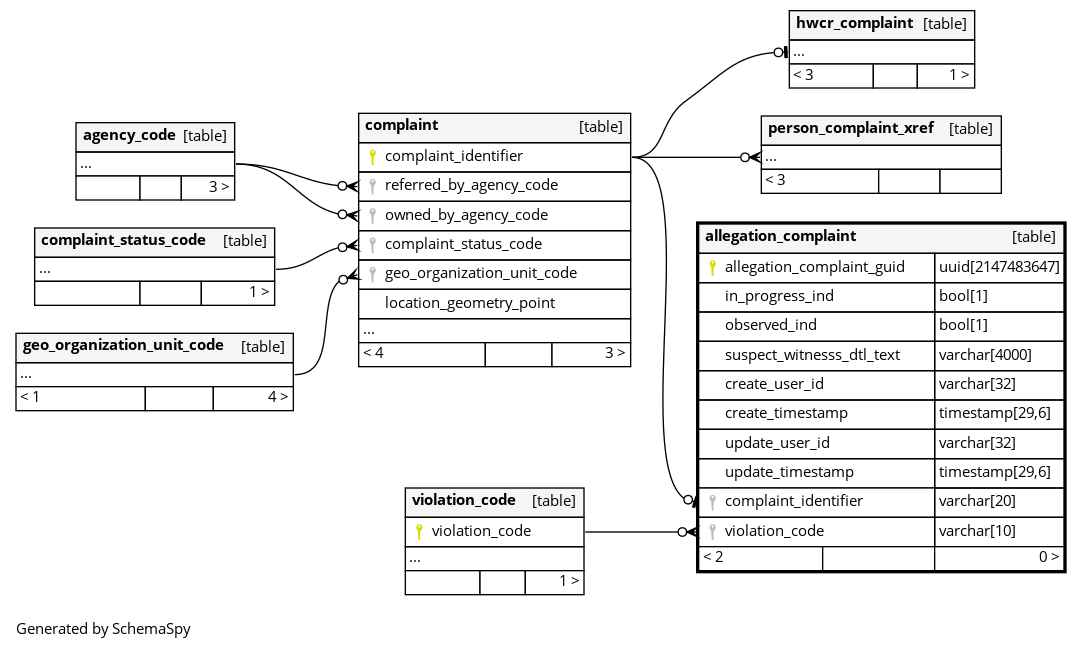 hwcr_complaint [table]
...
< 3 1 >
agency_code [table]
...
3 >
complaint [table]
complaint_identifier
referred_by_agency_code
owned_by_agency_code
complaint_status_code
geo_organization_unit_code
location_geometry_point
...
< 4 3 >
person_complaint_xref [table]
...
< 3
complaint_status_code [table]
...
1 >
allegation_complaint [table]
allegation_complaint_guid uuid[2147483647]
in_progress_ind bool[1]
observed_ind bool[1]
suspect_witnesss_dtl_text varchar[4000]
create_user_id varchar[32]
create_timestamp timestamp[29,6]
update_user_id varchar[32]
update_timestamp timestamp[29,6]
complaint_identifier varchar[20]
violation_code varchar[10]
< 2 0 >
geo_organization_unit_code [table]
...
< 1 4 >
violation_code [table]
violation_code
...
1 >
Generated by SchemaSpy